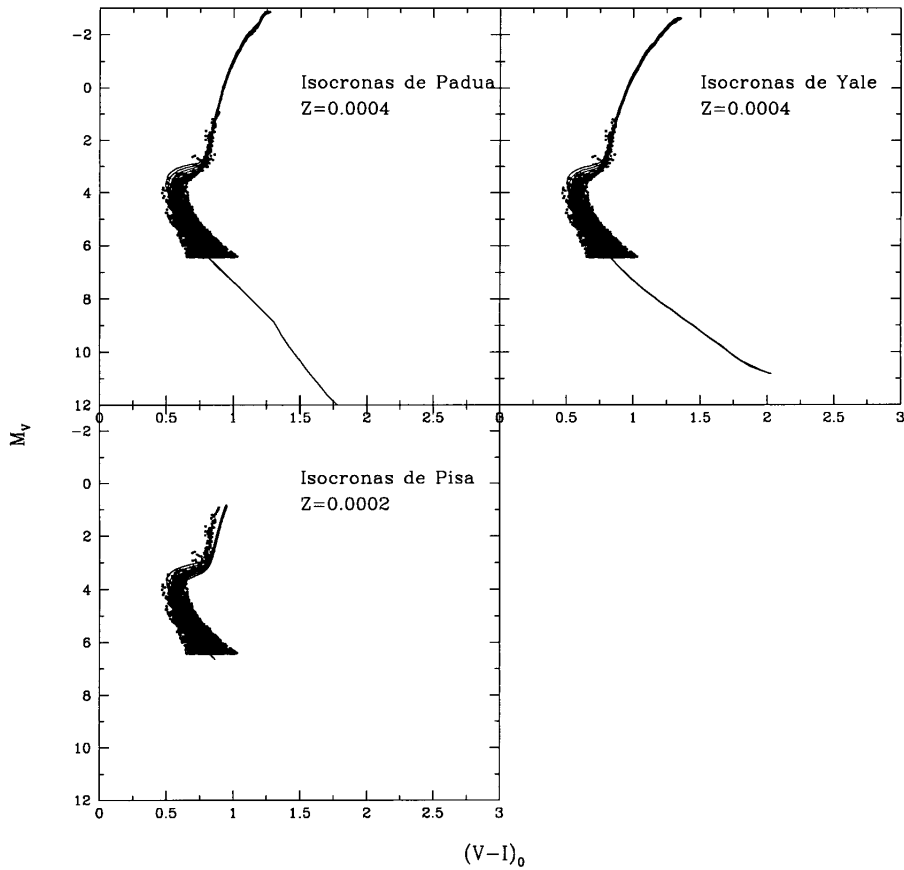 -2
0
2
4
6
8
10
12
Isocronas de Padua
Z=0.0004
Isocronas de Yale
Z=0.0004
0 0.5 1 1.5 2 2.5 3
-2
0
2
4
6
8
10
12
Isocronas de Pisa
Z=0.0002
0 0.5 1 1.5 2 2.5 3
0.5 1 1.5 2 2.5 3
M_V
(V-I)_0